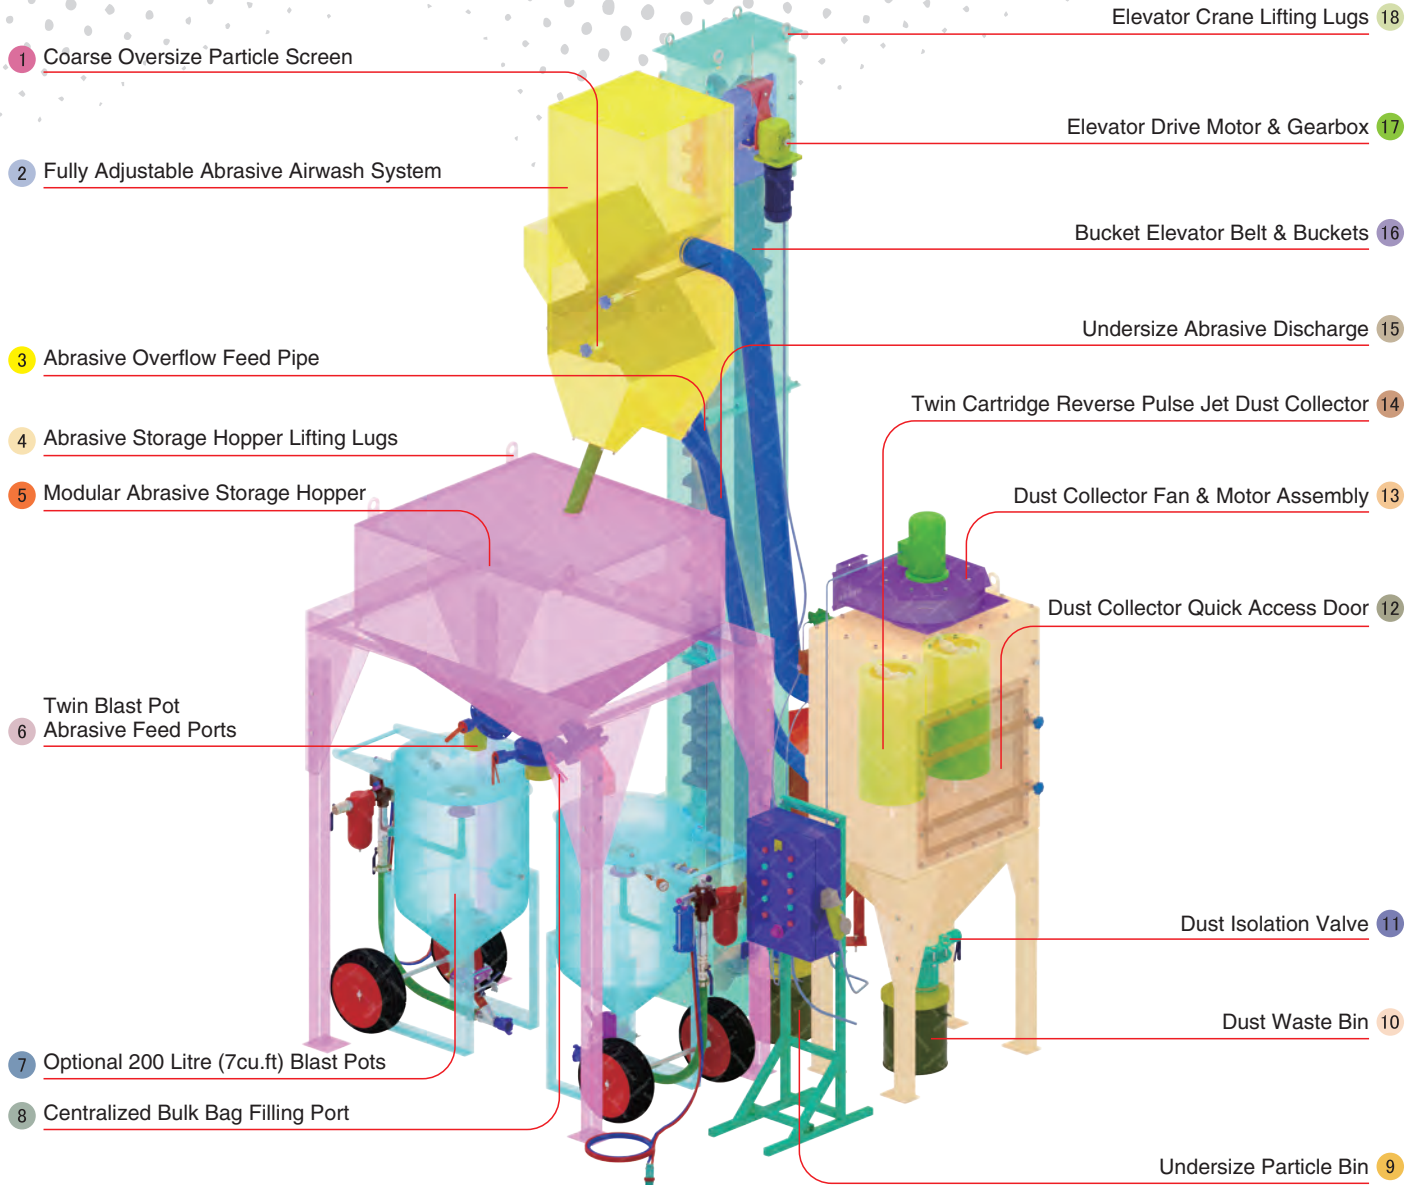 1 Coarse Oversize Particle Screen
2 Fully Adjustable Abrasive Airwash System
3 Abrasive Overflow Feed Pipe
4 Abrasive Storage Hopper Lifting Lugs
5 Modular Abrasive Storage Hopper
Twin Blast Pot
6 Abrasive Feed Ports
7 Optional 200 Litre (7cu.ft) Blast Pots
8 Centralized Bulk Bag Filling Port
Elevator Crane Lifting Lugs 18
Elevator Drive Motor & Gearbox 17
Bucket Elevator Belt & Buckets 16
Undersize Abrasive Discharge 15
Twin Cartridge Reverse Pulse Jet Dust Collector 14
Dust Collector Fan & Motor Assembly 13
Dust Collector Quick Access Door 12
Dust Isolation Valve 11
Dust Waste Bin 10
Undersize Particle Bin 9